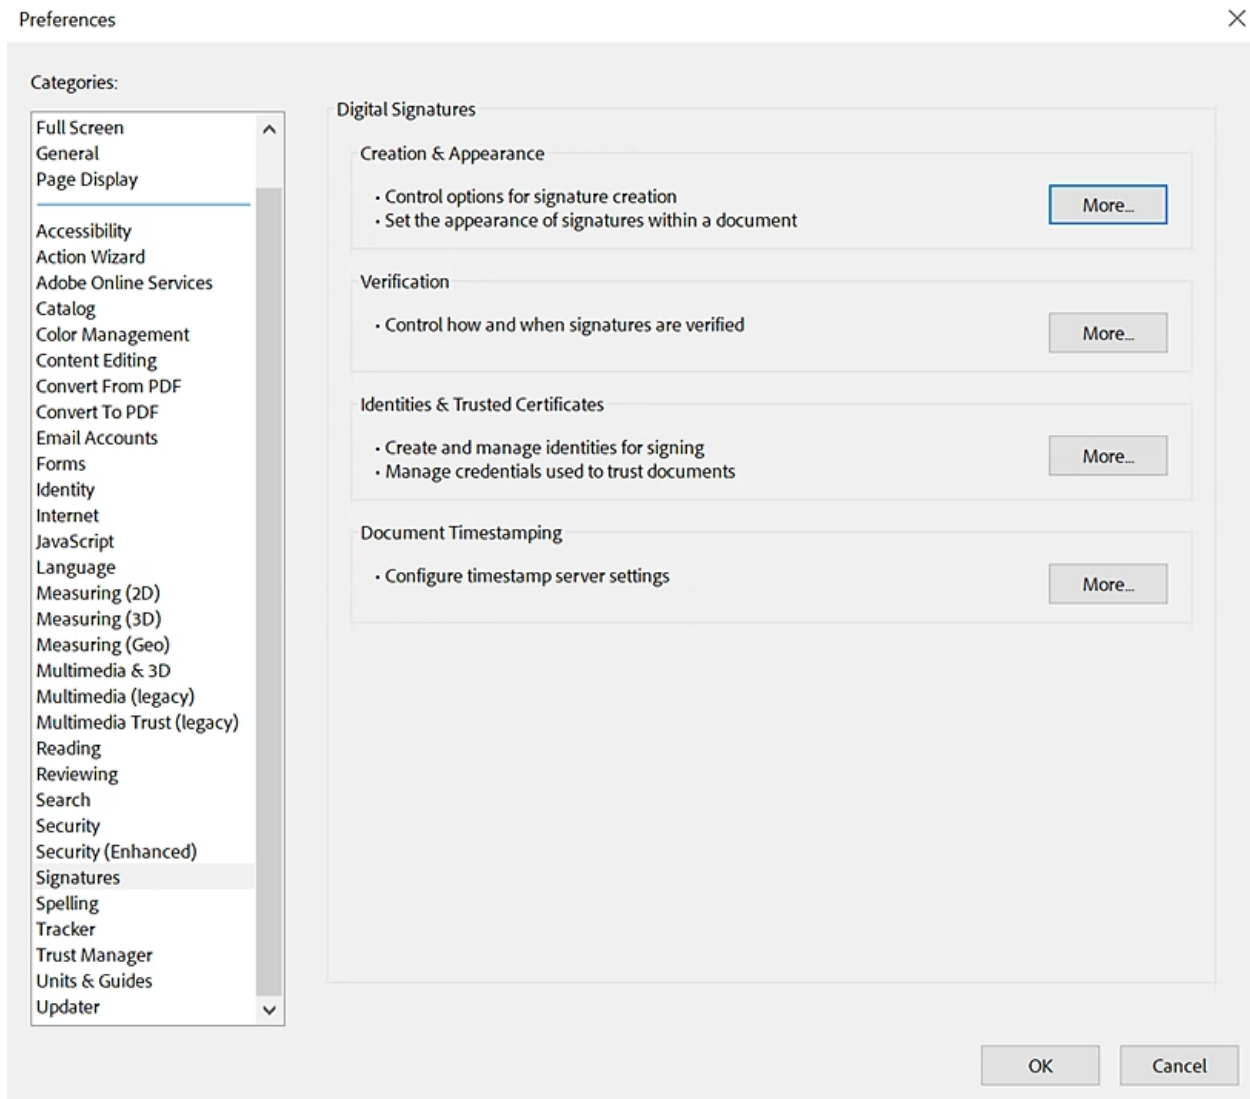 Preferences
Categories:
Full Screen
General
Page Display
Accessibility
Action Wizard
Adobe Online Services
Catalog
Color Management
Content Editing
Convert From PDF
Convert To PDF
Email Accounts
Forms
Identity
Internet
JavaScript
Language
Measuring (2D)
Measuring (3D)
Measuring (Geo)
Multimedia & 3D
Multimedia (legacy)
Multimedia Trust (legacy)
Reading
Reviewing
Search
Security
Security (Enhanced)
Signatures
Spelling
Tracker
Trust Manager
Units & Guides
Updater
Digital Signatures
Creation & Appearance
• Control options for signature creation
• Set the appearance of signatures within a document
More...
Verification
• Control how and when signatures are verified
More...
Identities & Trusted Certificates
• Create and manage identities for signing
• Manage credentials used to trust documents
More...
Document Timestamping
• Configure timestamp server settings
More...
OK
Cancel